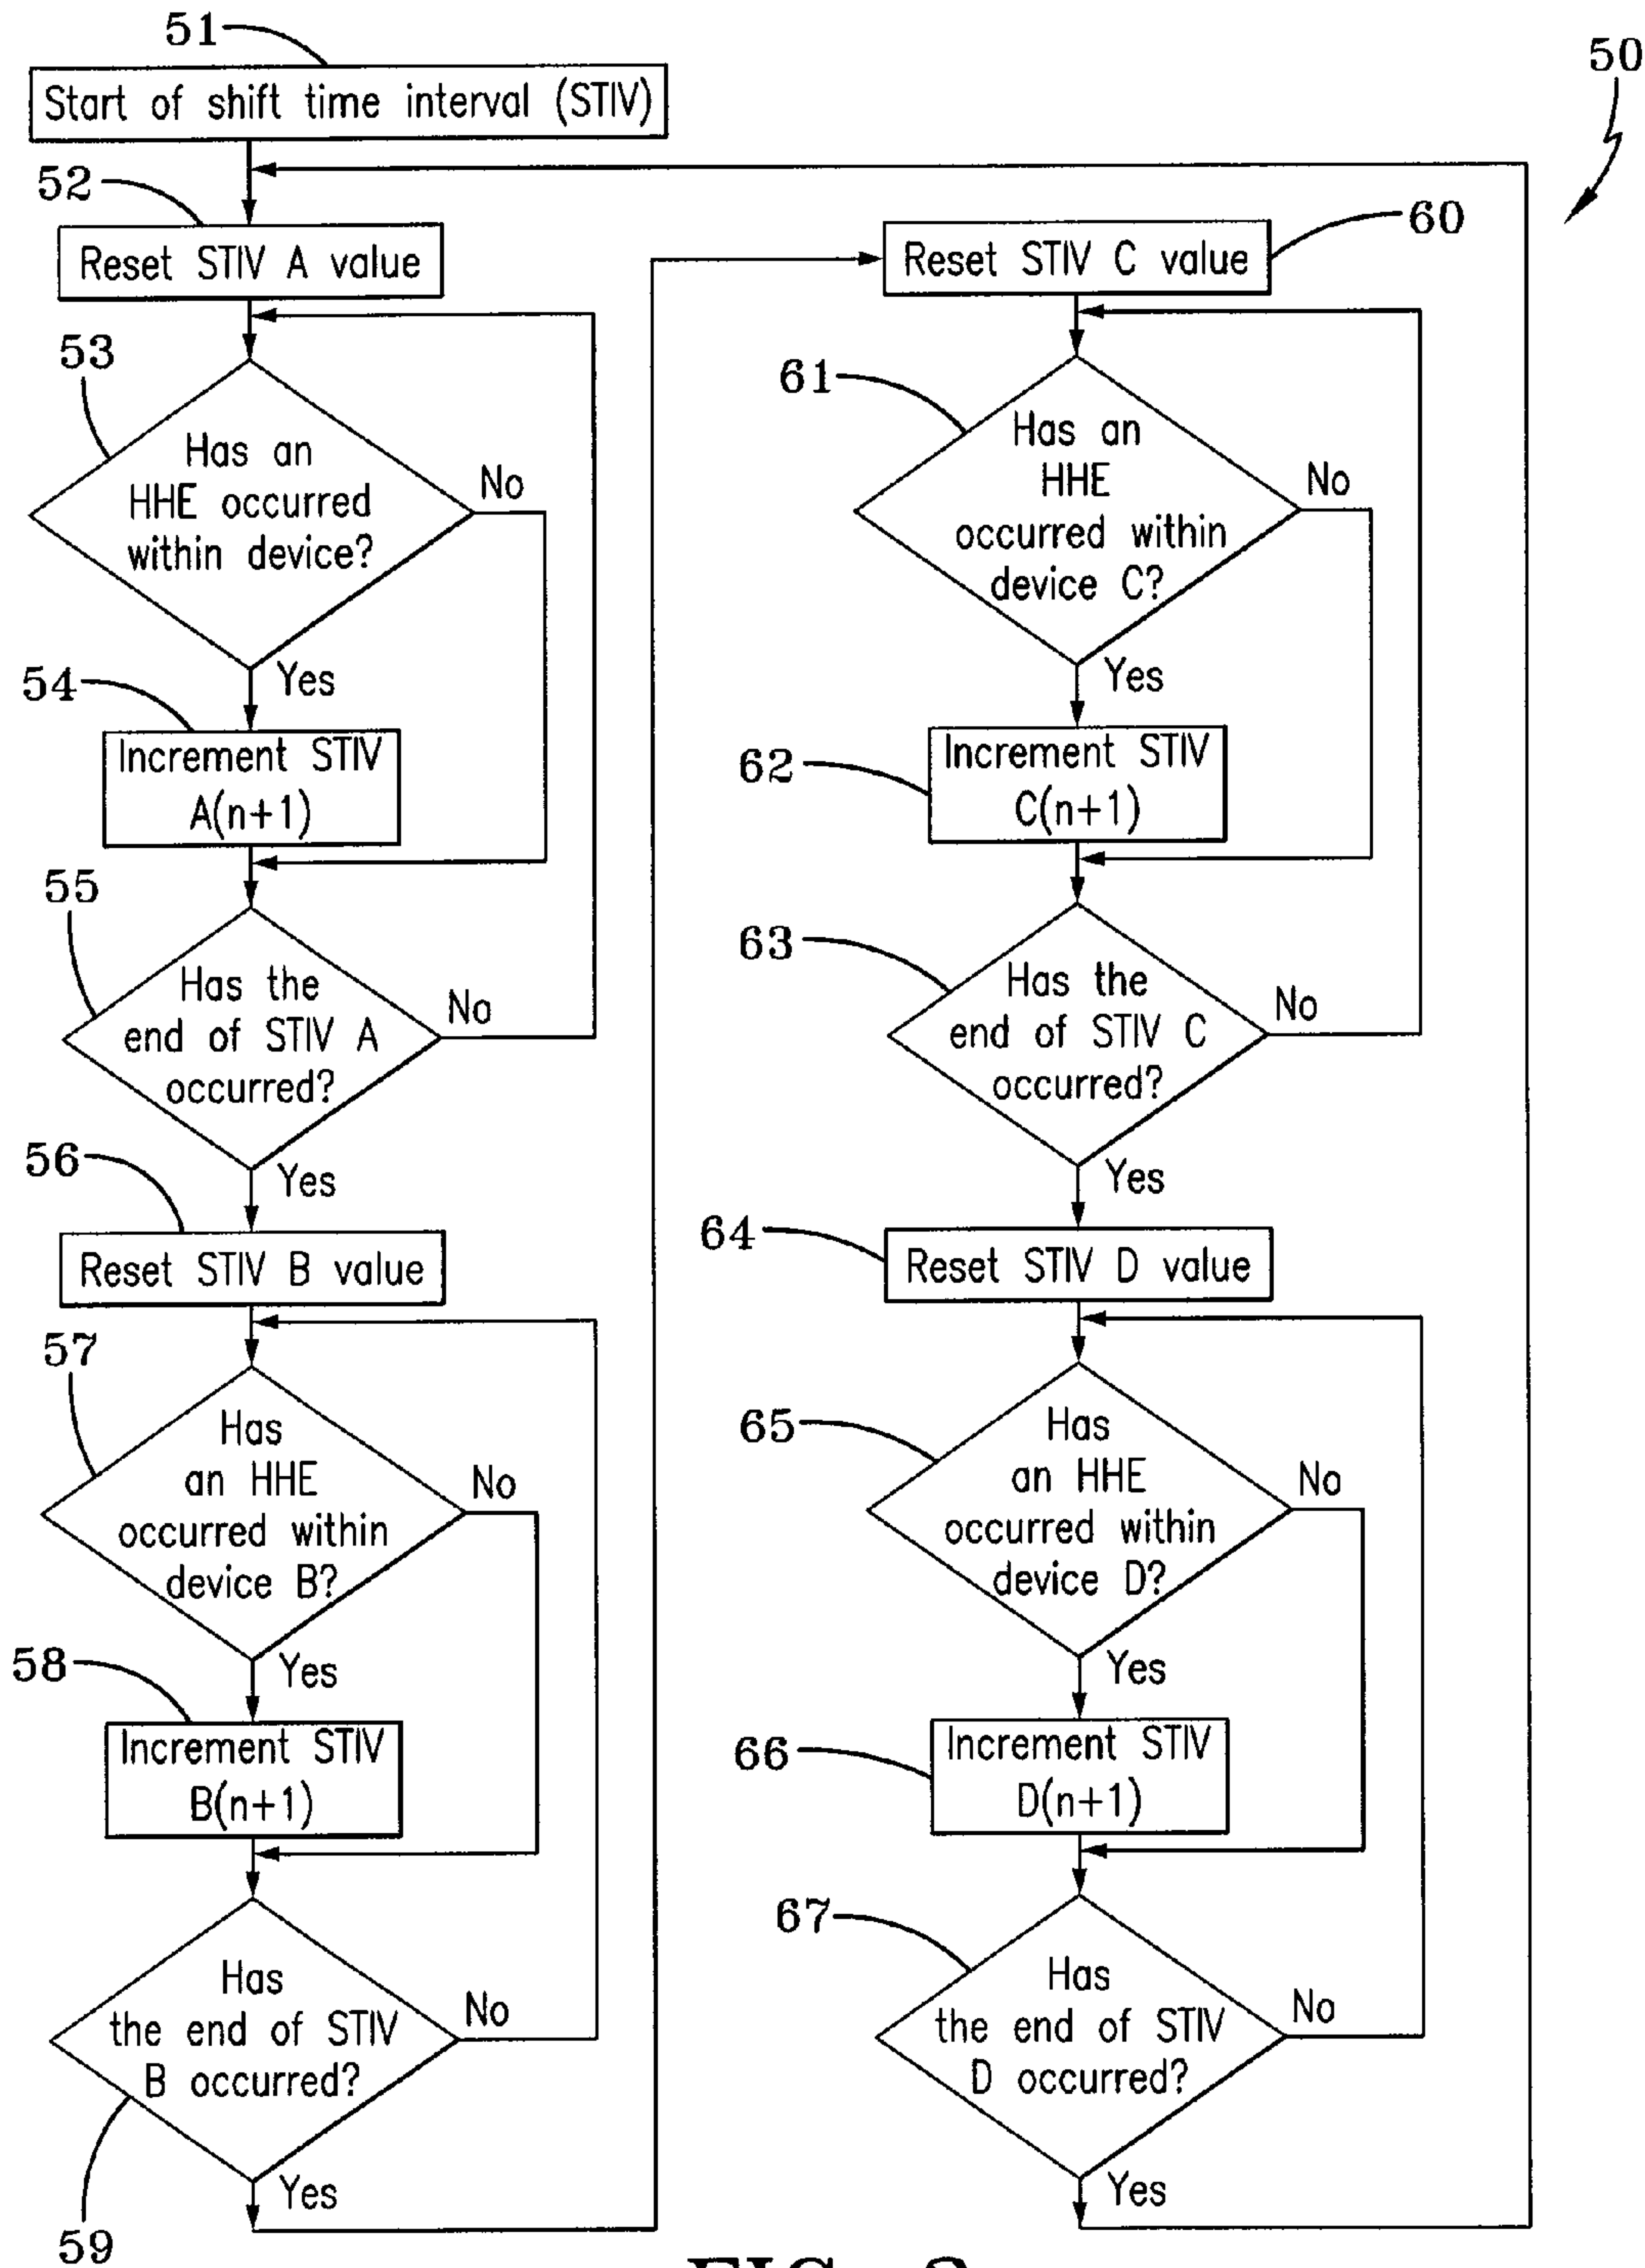 51
Start of shift time interval (STIV)
50
52
Reset STIV A value
53
Has an
HHE occurred
within device?
No
Yes
54
Increment STIV
A(n+1)
55
Has the
end of STIV A
occurred?
No
Yes
56
Reset STIV B value
57
Has
an HHE
occurred within
device B?
No
Yes
58
Increment STIV
B(n+1)
Has
the end of STIV
B occurred?
No
Yes
59
60
Reset STIV C value
61
Has an
HHE
occurred within
device C?
No
Yes
62
Increment STIV
C(n+1)
63
Has the
end of STIV C
occurred?
No
Yes
64
Reset STIV D value
65
Has
an HHE
occurred within
device D?
No
Yes
66
Increment STIV
D(n+1)
67
Has
the end of STIV
D occurred?
No
Yes